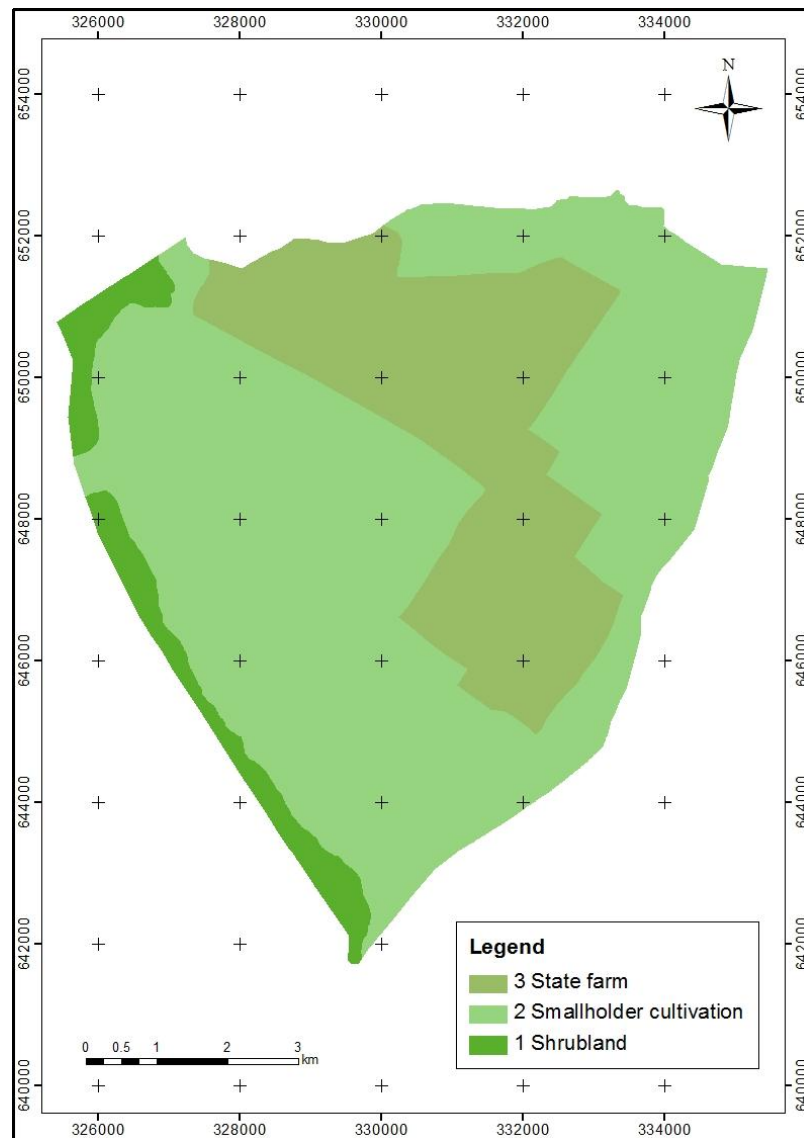 326000 328000 330000 332000 334000
N
654000 654000
652000 652000
650000 650000
648000 648000
646000 646000
644000 644000
642000 642000
Legend
3 State farm
2 Smallholder cultivation
1 Shrubland
0 0.5 1 2 3
km
640000 640000
326000 328000 330000 332000 334000